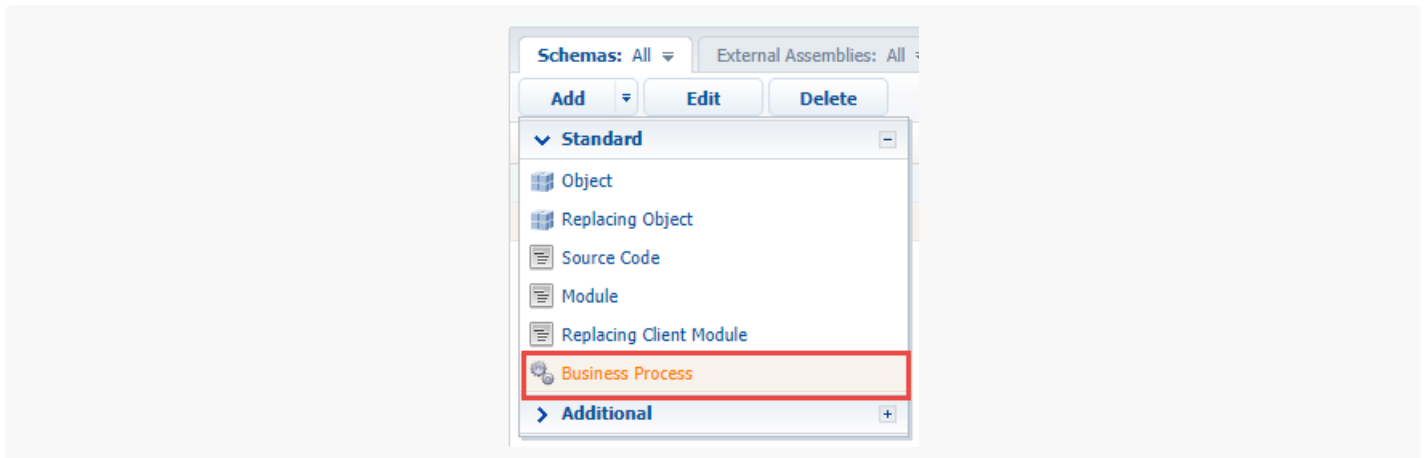 Schemas: All External Assemblies: All
Add Edit Delete
Standard
Object
Replacing Object
Source Code
Module
Replacing Client Module
Business Process
Additional